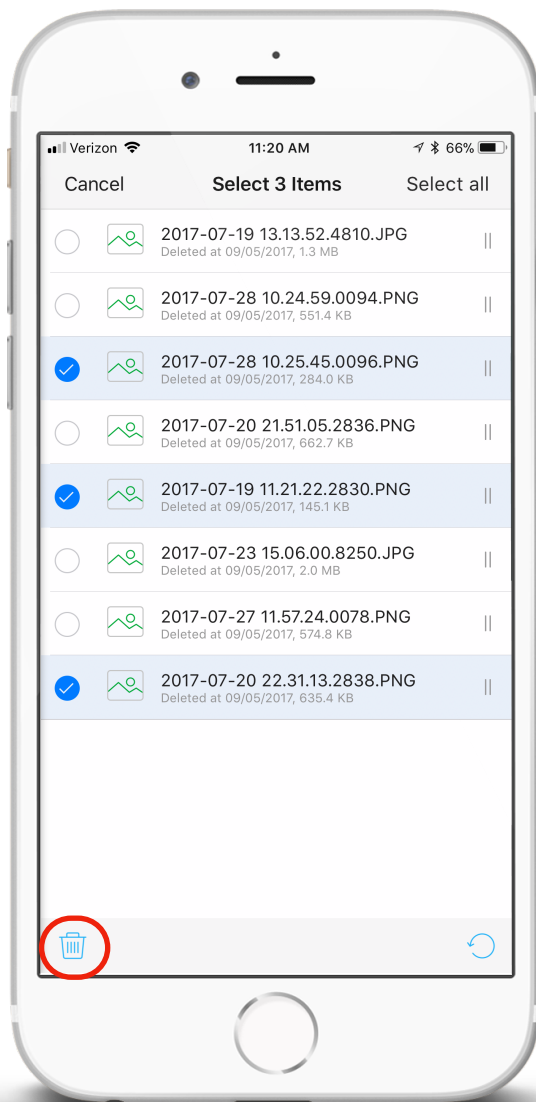 Verizon 11:20 AM 66%
Cancel Select 3 Items Select all
2017-07-19 13.13.52.4810.JPG
Deleted at 09/05/2017, 1.3 MB
2017-07-28 10.24.59.0094.PNG
Deleted at 09/05/2017, 551.4 KB
2017-07-28 10.25.45.0096.PNG
Deleted at 09/05/2017, 284.0 KB
2017-07-20 21.51.05.2836.PNG
Deleted at 09/05/2017, 662.7 KB
2017-07-19 11.21.22.2830.PNG
Deleted at 09/05/2017, 145.1 KB
2017-07-23 15.06.00.8250.JPG
Deleted at 09/05/2017, 2.0 MB
2017-07-27 11.57.24.0078.PNG
Deleted at 09/05/2017, 574.8 KB
2017-07-20 22.31.13.2838.PNG
Deleted at 09/05/2017, 635.4 KB